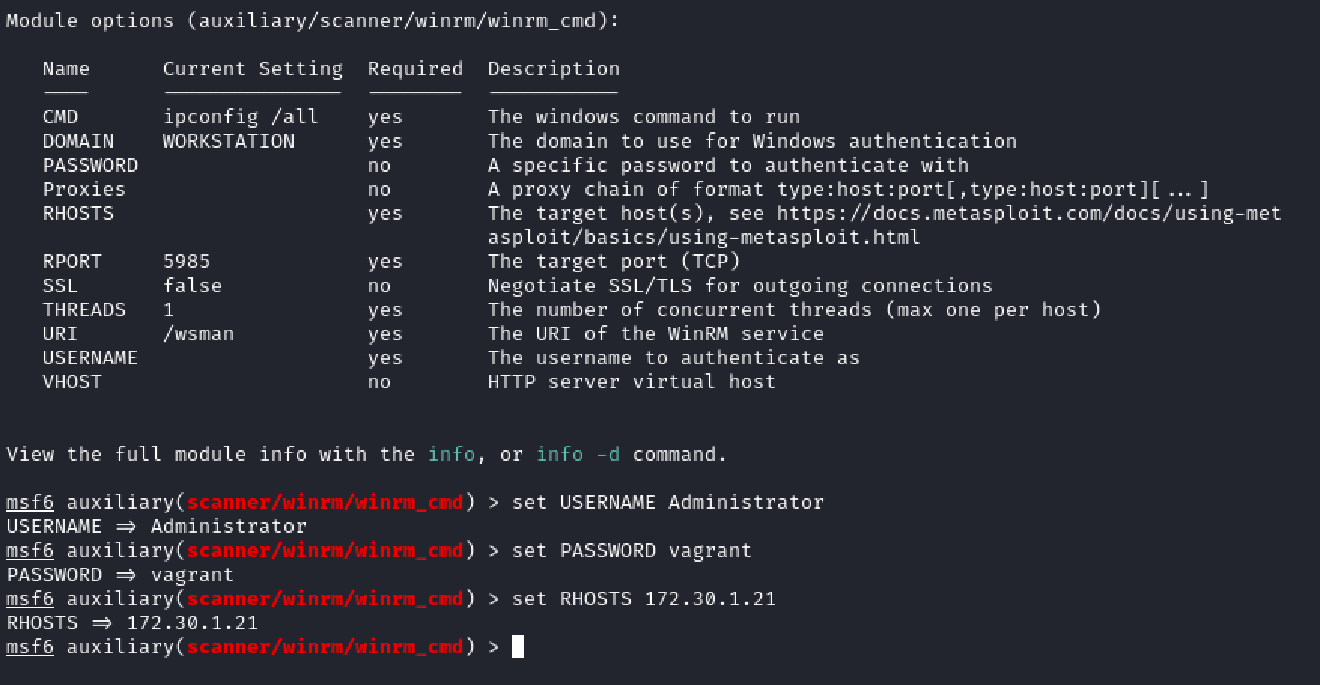 Module options (auxiliary/scanner/winrm/winrm_cmd):
Name Current Setting Required Description
CMD ipconfig /all yes The windows command to run
DOMAIN WORKSTATION yes The domain to use for Windows authentication
PASSWORD no A specific password to authenticate with
Proxies no A proxy chain of format type:host:port[,type:host:port][...]
RHOSTS yes The target host(s), see https://docs.metasploit.com/docs/using-met
asploit/basics/using-metasploit.html
RPORT 5985 yes The target port (TCP)
SSL false no Negotiate SSL/TLS for outgoing connections
THREADS 1 yes The number of concurrent threads (max one per host)
URI /wsman yes The URI of the WinRM service
USERNAME yes The username to authenticate as
VHOST no HTTP server virtual host
View the full module info with the info, or info -d command.
msf6 auxiliary(scanner/winrm/winrm_cmd) > set USERNAME Administrator
USERNAME ⇒ Administrator
msf6 auxiliary(scanner/winrm/winrm_cmd) > set PASSWORD vagrant
PASSWORD ⇒ vagrant
msf6 auxiliary(scanner/winrm/winrm_cmd) > set RHOSTS 172.30.1.21
RHOSTS ⇒ 172.30.1.21
msf6 auxiliary(scanner/winrm/winrm_cmd) >